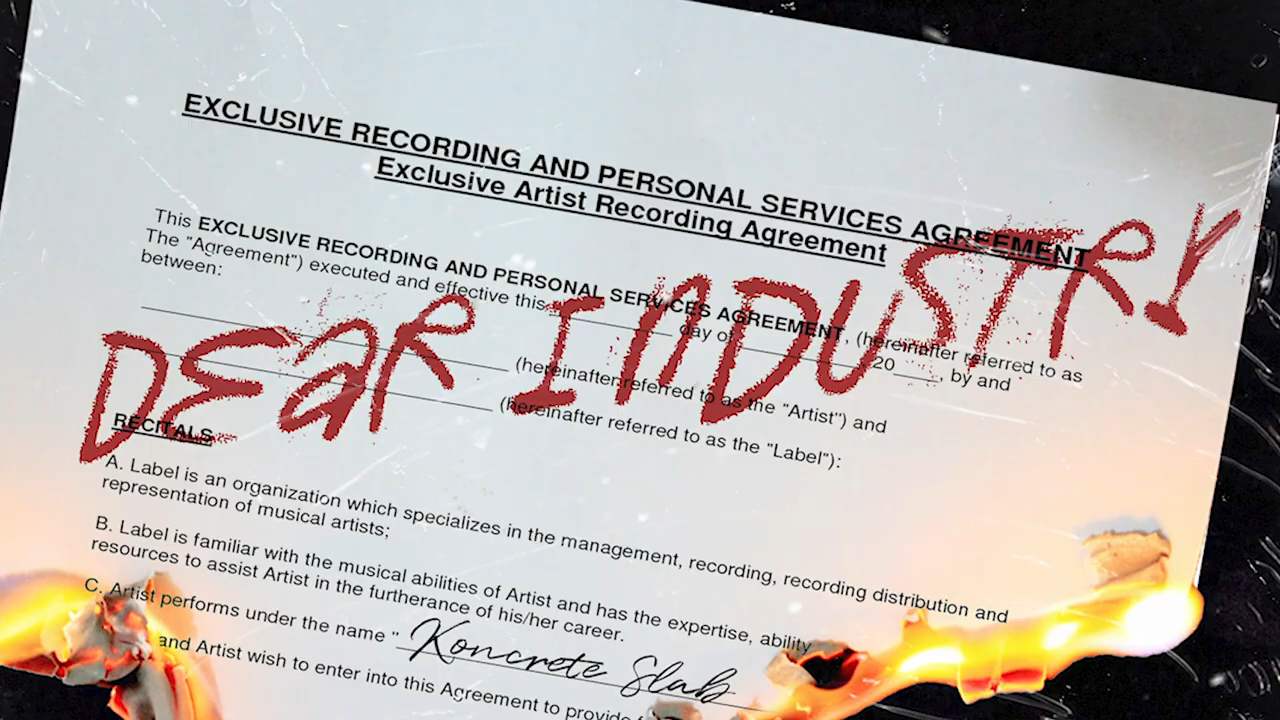 EXCLUSIVE RECORDING AND PERSONAL SERVICES AGREEMENT
Exclusive Artist Recording Agreement
This EXCLUSIVE RECORDING AND PERSONAL SERVICES AGREEMENT, (hereinafter referred to as
The "Agreement") executed and effective this ______ day of ______, 20____, by and
between:
DEaR INDUSTRY
____________ (hereinafter referred to as the "Artist") and
____________ (hereinafter referred to as the "Label"):
RECITALS
A. Label is an organization which specializes in the management, recording, recording distribution and
representation of musical artists;
B. Label is familiar with the musical abilities of Artist and has the expertise, ability
resources to assist Artist in the furtherance of his/her career.
C. Artist performs under the name " Koncrete Slab
and Artist wish to enter into this Agreement to provide